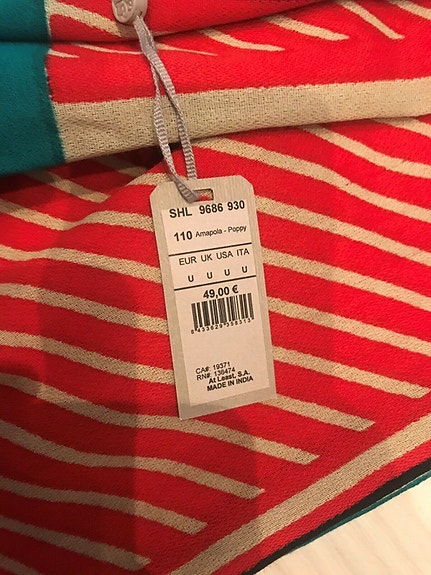 SHL 9686 930
110 Amapola - Poppy
EUR UK USA ITA
U U U U
49,00 €
CA#: 19371
RN#: 136474
At Least, S.A.
MADE IN INDIA